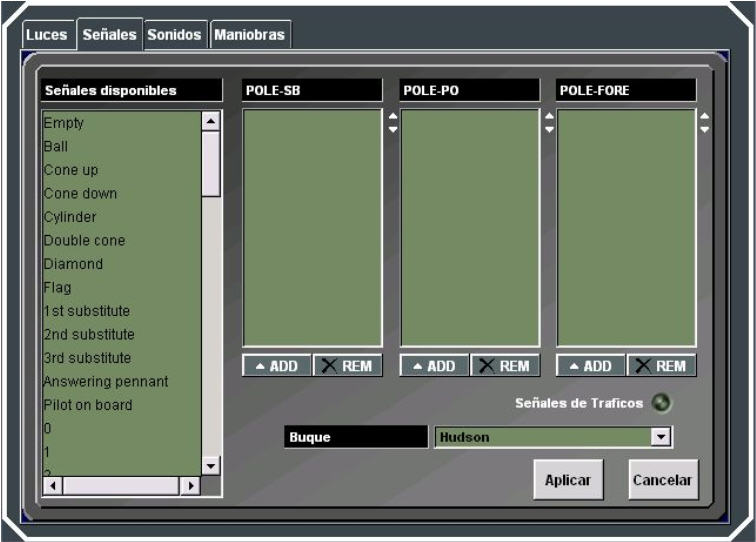 Luces Señales Sonidos Maniobras
Señales disponibles POLE-SB POLE-PO POLE-FORE
Empty
Ball
Cone up
Cone down
Cylinder
Double cone
Diamond
Flag
1st substitute
2nd substitute
3rd substitute
Answering pennant
Pilot on board
0
1
2
ADD REM ADD REM ADD REM
Señales de Traficos
Buque Hudson
Aplicar Cancelar